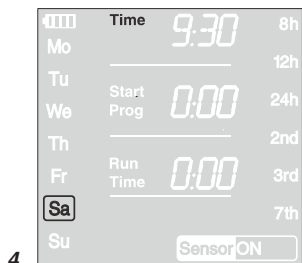 Time 9:30 8h
Mo
12h
Tu
Start Prog 0:00 24h
We
2nd
Th
Run Time 0:00 3rd
Fr
Sa 7th
Su
Sensor ON
4